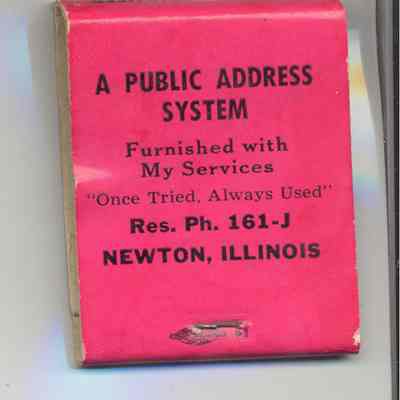 A PUBLIC ADDRESS
SYSTEM
Furnished with
My Services
"Once Tried, Always Used"
Res. Ph. 161-J
NEWTON, ILLINOIS